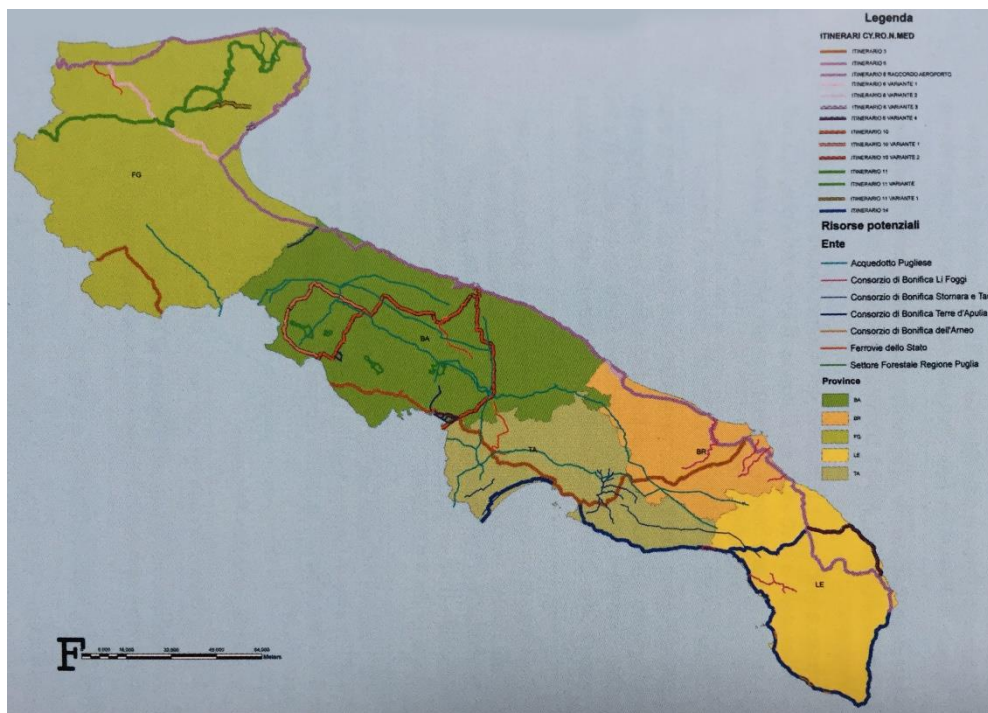 Legenda
ITINERARI CY.RO.N.MED
ITINERARIO 3
ITINERARIO 6
ITINERARIO 6 RACCORDO AEROPORTO
ITINERARIO 6 VARIANTE 1
ITINERARIO 6 VARIANTE 2
ITINERARIO 6 VARIANTE 3
ITINERARIO 6 VARIANTE 4
ITINERARIO 10
ITINERARIO 10 VARIANTE 1
ITINERARIO 10 VARIANTE 2
ITINERARIO 11
ITINERARIO 11 VARIANTE
ITINERARIO 11 VARIANTE 1
ITINERARIO 14
Risorse potenziali
Ente
Acquedotto Pugliese
Consorzio di Bonifica Li Foggi
Consorzio di Bonifica Stornara e Ta
Consorzio di Bonifica Terre d'Apulia
Consorzio di Bonifica dell'Arneo
Ferrovie dello Stato
Settore Forestale Regione Puglia
Province
BA
BR
FG
LE
TA
FG
BA
TA
BR
LE
F
Meters